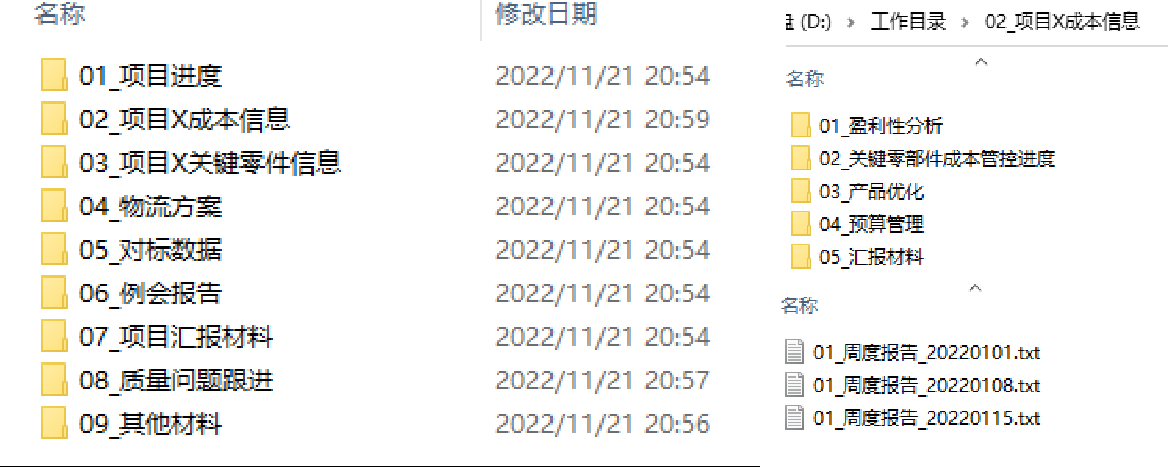 名称 修改日期
01_项目进度 2022/11/21 20:54
02_项目X成本信息 2022/11/21 20:59
03_项目X关键零件信息 2022/11/21 20:54
04_物流方案 2022/11/21 20:54
05_对标数据 2022/11/21 20:54
06_例会报告 2022/11/21 20:54
07_项目汇报材料 2022/11/21 20:54
08_质量问题跟进 2022/11/21 20:57
09_其他材料 2022/11/21 20:56
(D:) › 工作目录 › 02_项目X成本信息
名称
01_盈利性分析
02_关键零部件成本管控进度
03_产品优化
04_预算管理
05_汇报材料
名称
01_周度报告_20220101.txt
01_周度报告_20220108.txt
01_周度报告_20220115.txt